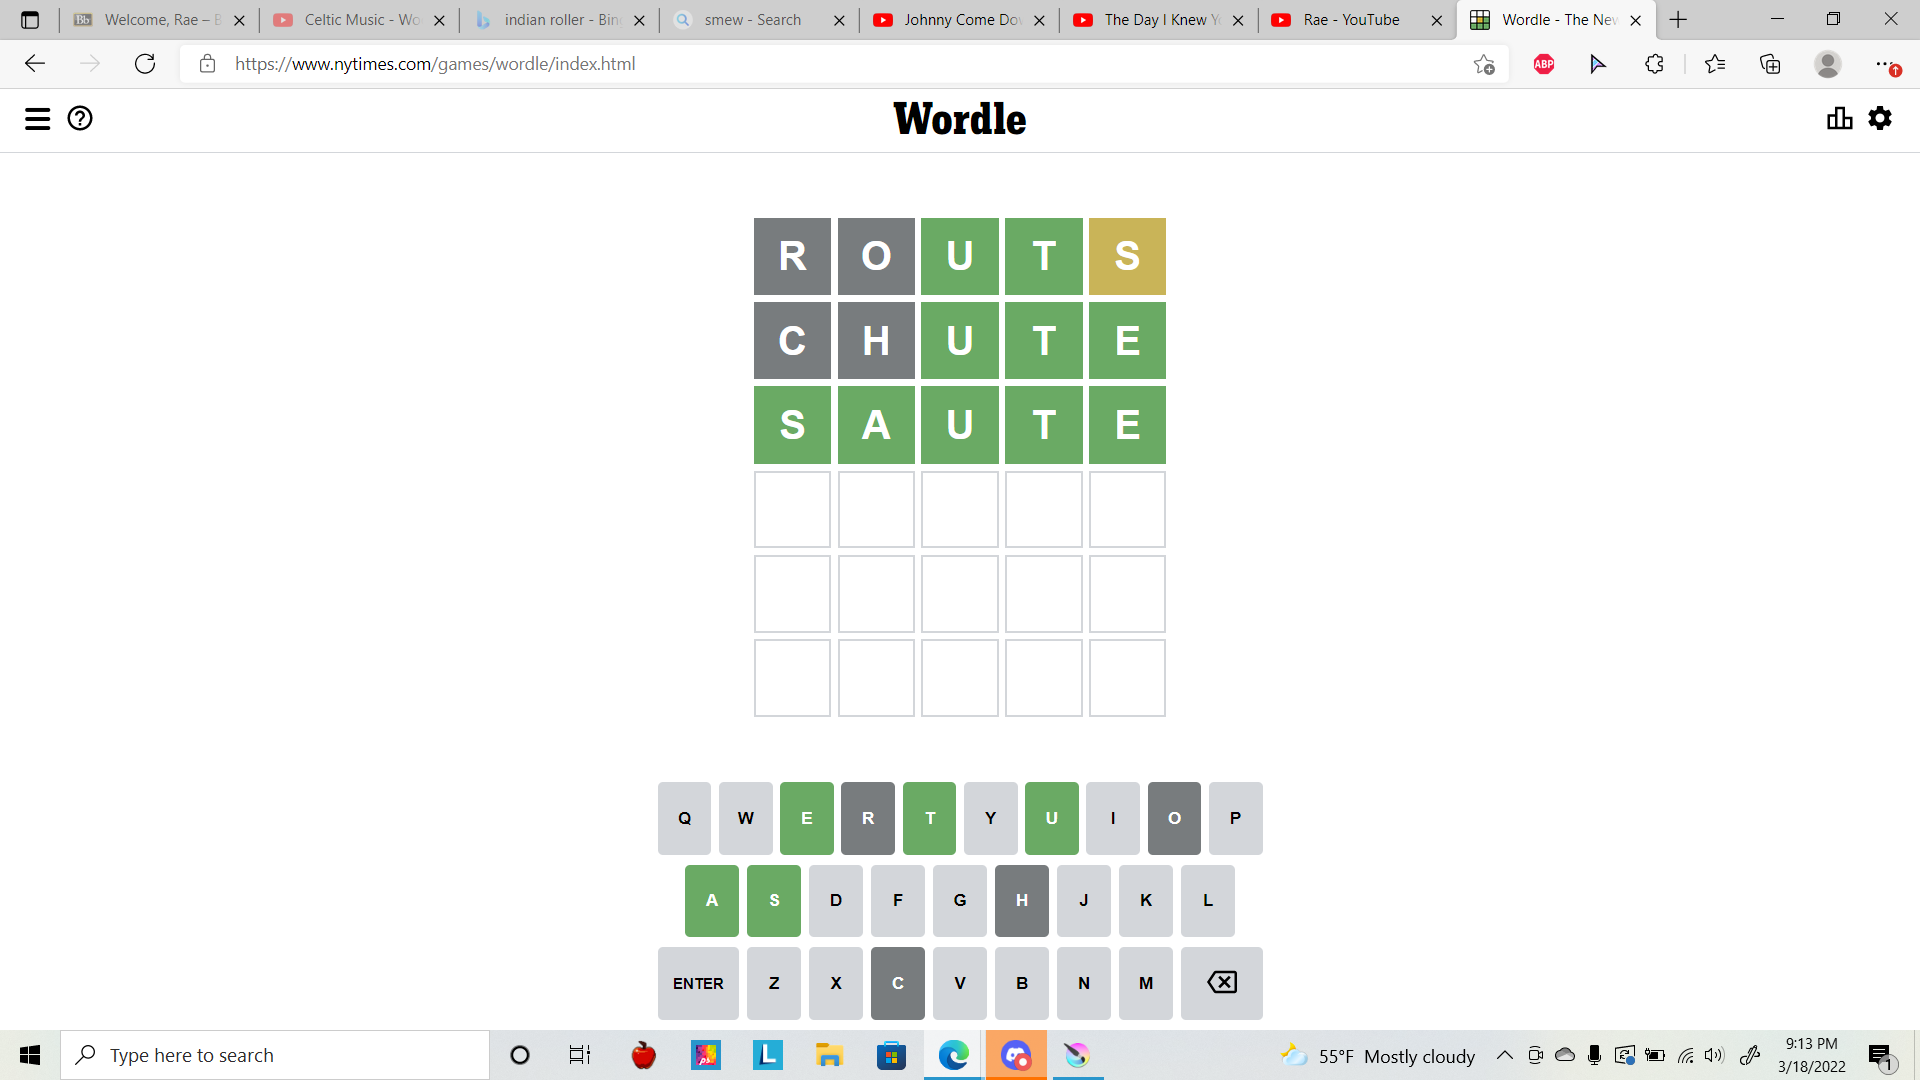 Welcome, Rae – B
Celtic Music - Wo
indian roller - Bin
smew - Search
Johnny Come Do
The Day I Knew Y
Rae - YouTube
Wordle - The New
https://www.nytimes.com/games/wordle/index.html
ABP
Wordle
R O U T S
C H U T E
S A U T E
Q W E R T Y U I O P
A S D F G H J K L
ENTER Z X C V B N M
Type here to search
L
55°F Mostly cloudy
9:13 PM
3/18/2022
1